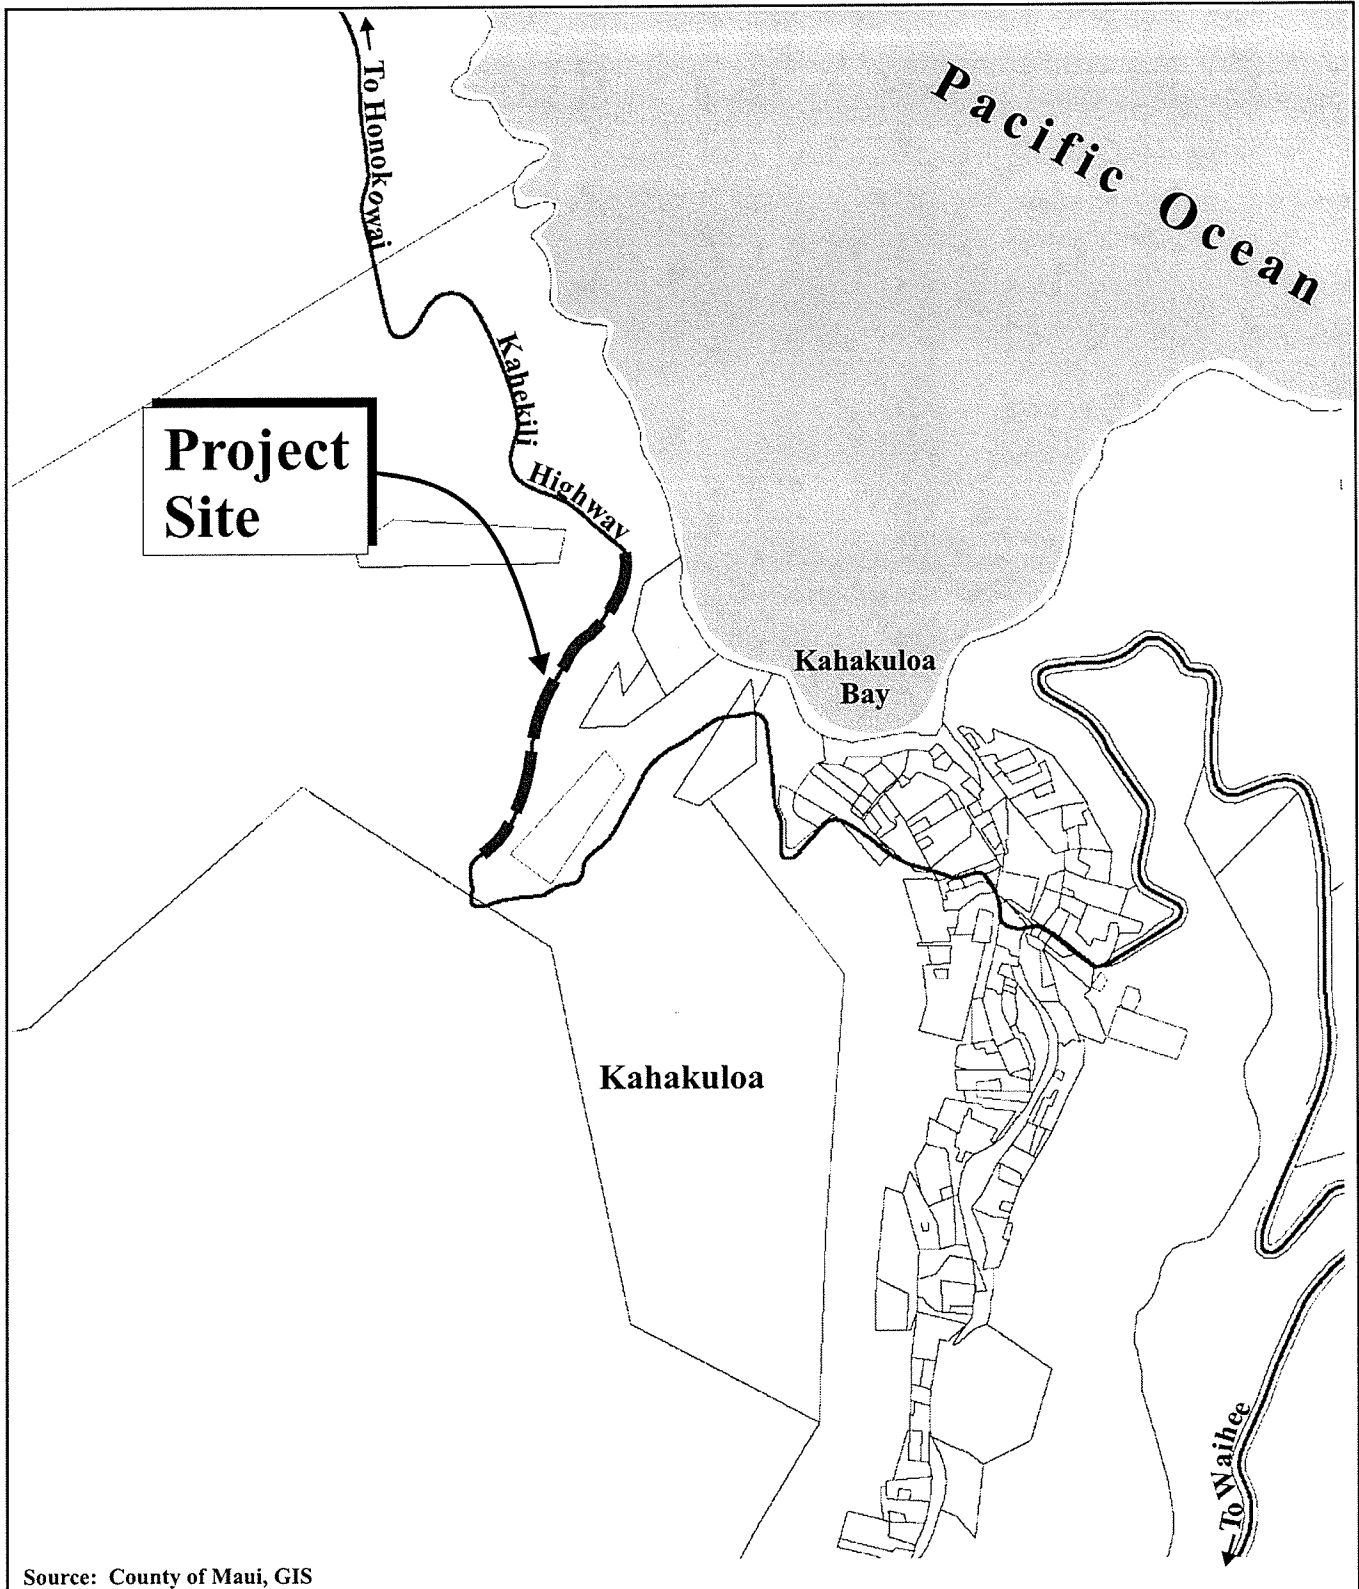 To Honokowai
Pacific Ocean
Kahekili
Highway
Project
Site
Kahakuloa
Bay
Kahakuloa
To Waihee
Source: County of Maui, GIS